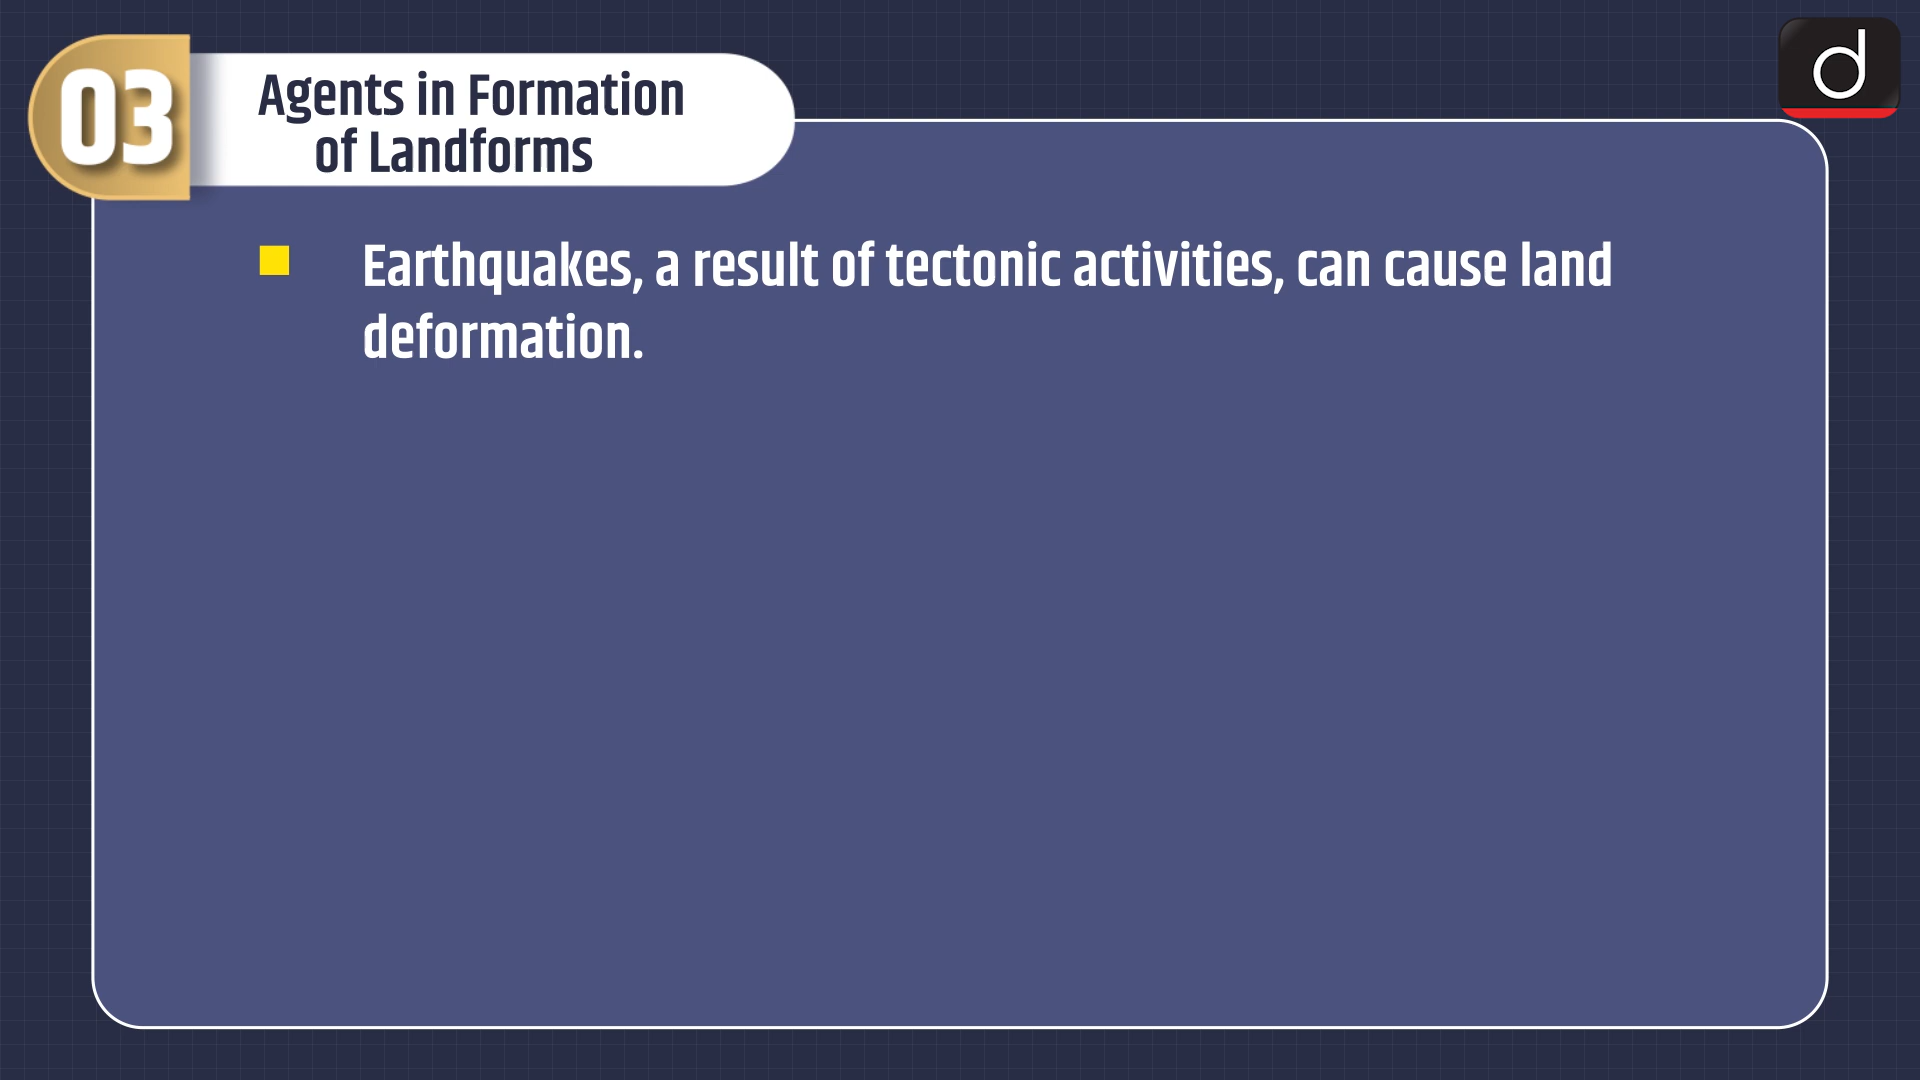 03
Agents in Formation
of Landforms
d
Earthquakes, a result of tectonic activities, can cause land
deformation.